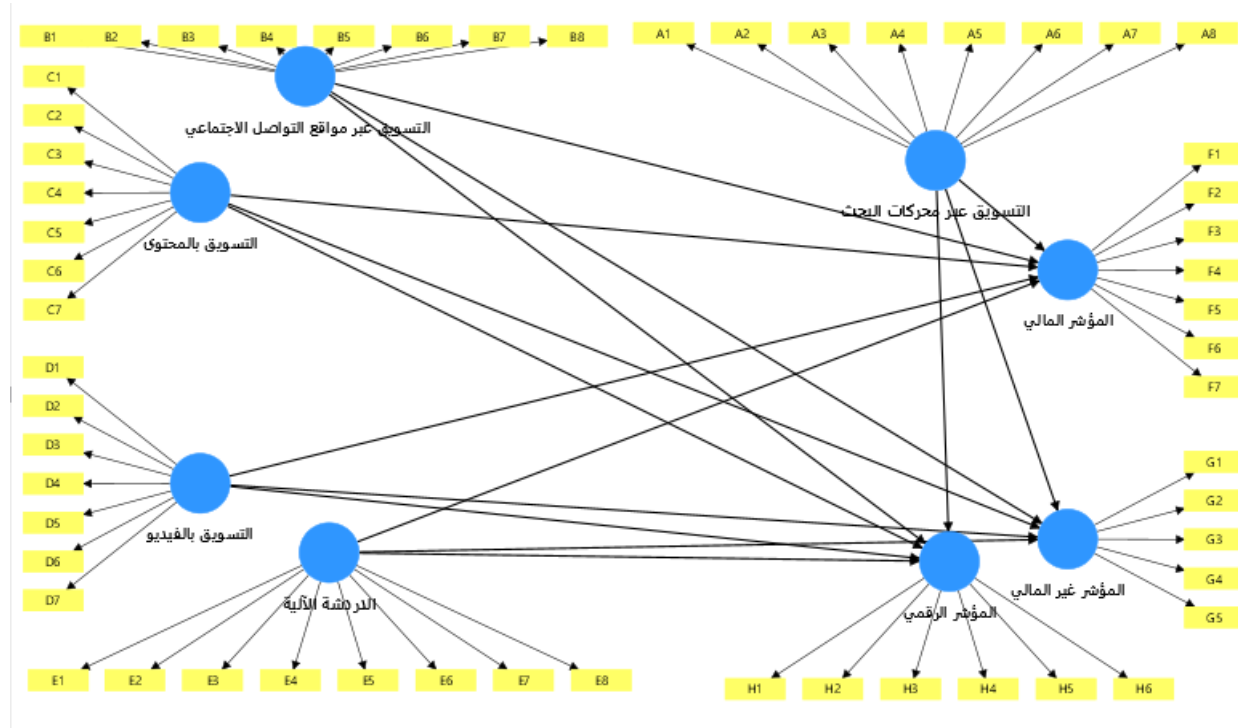 B1 B2 B3 B4 B5 B6 B7 B8
A1 A2 A3 A4 A5 A6 A7 A8
التسويق عبر مواقع التواصل الاجتماعي
C1
C2
C3
C4
C5
C6
C7
التسويق بالمحتوى
التسويق عبر محركات البحث
F1
F2
F3
F4
F5
F6
F7
المؤشر المالي
D1
D2
D3
D4
D5
D6
D7
التسويق بالفيديو
الدردشة الآلية
E1 E2 E3 E4 E5 E6 E7 E8
G1
G2
G3
G4
G5
المؤشر غير المالي
المؤشر الرقمي
H1 H2 H3 H4 H5 H6